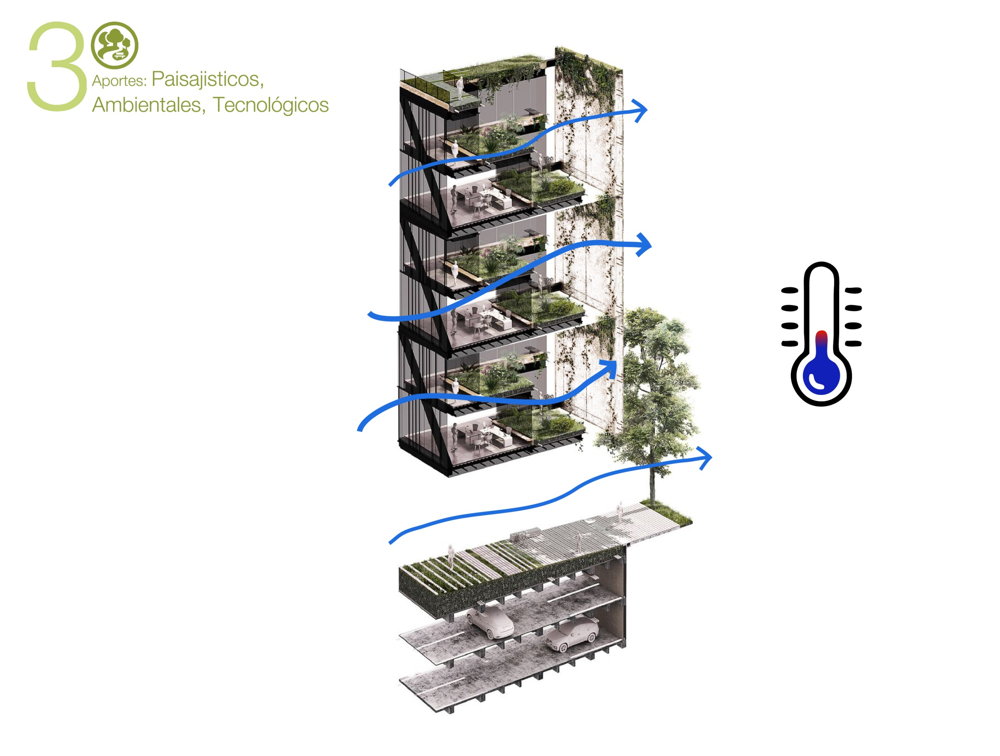 3
Aportes: Paisajisticos,
Ambientales, Tecnológicos